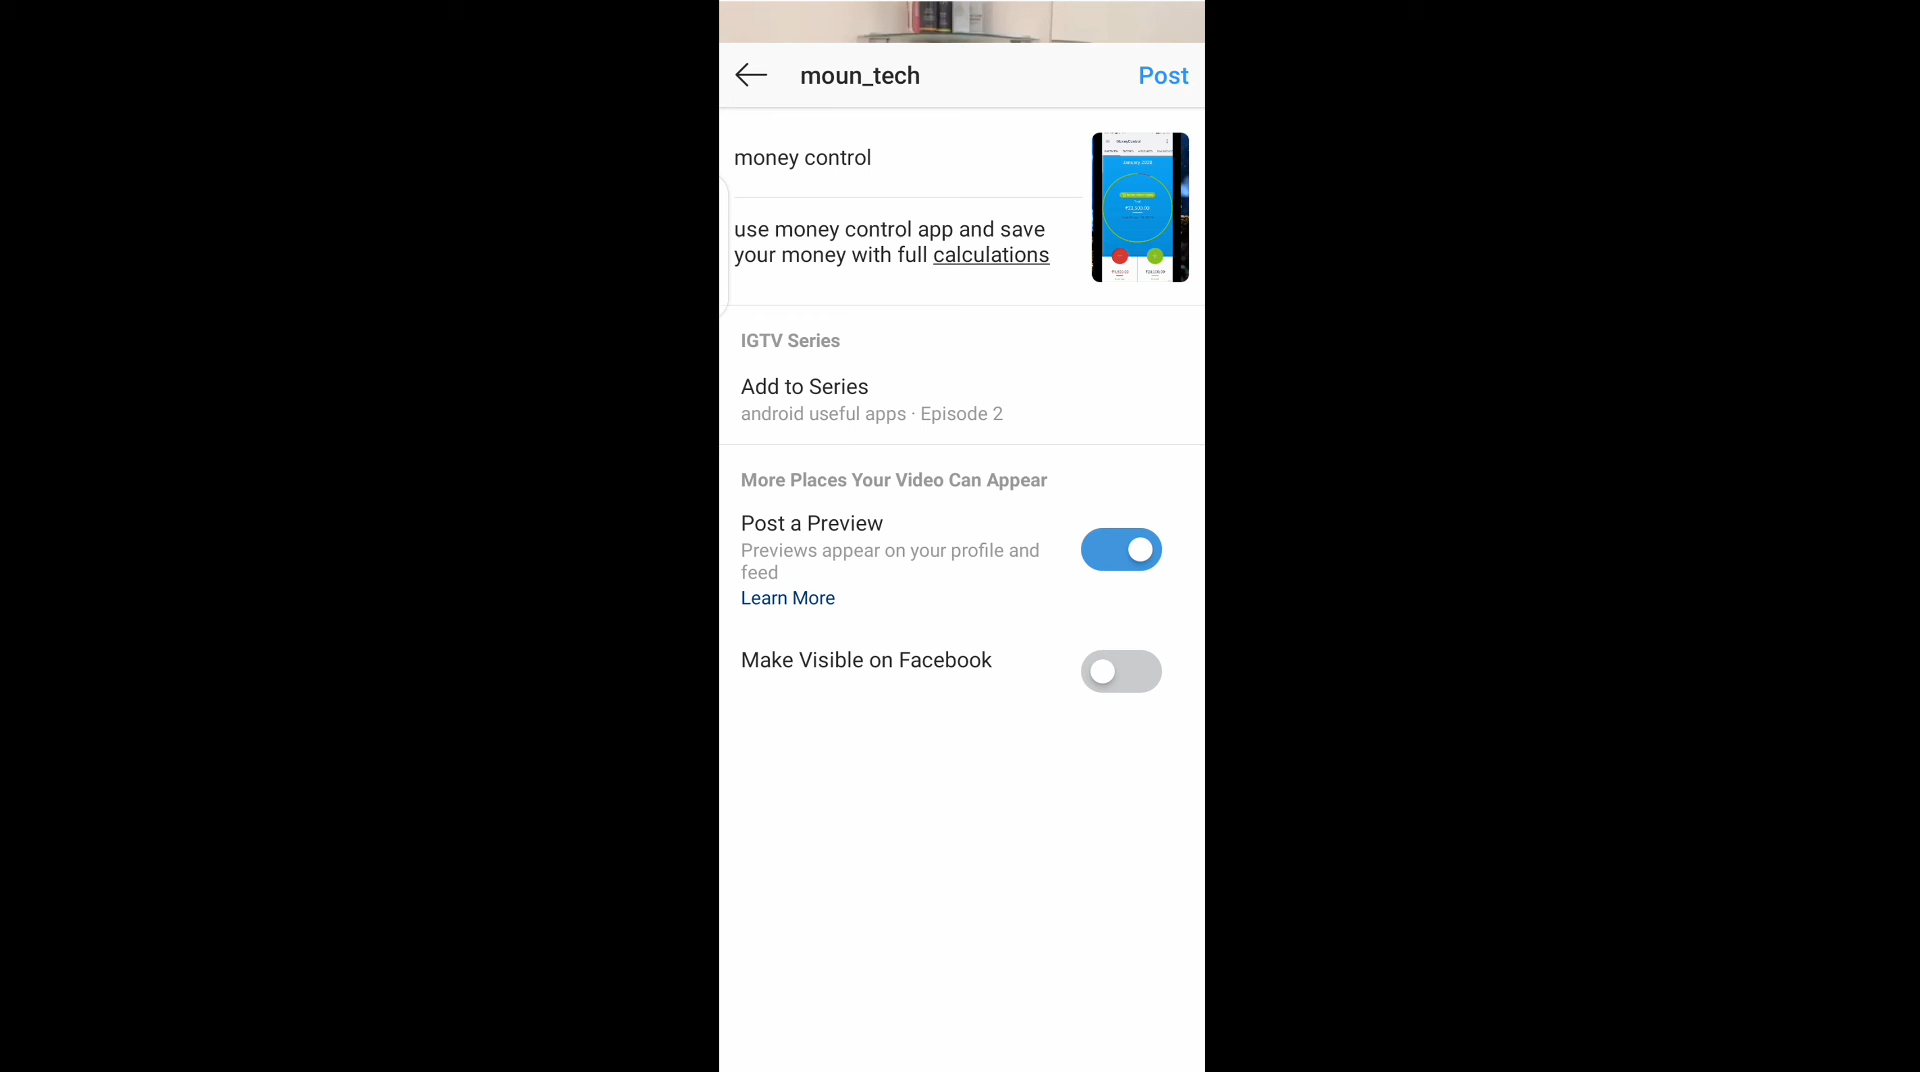 moun_tech
Post
money control
use money control app and save
your money with full calculations
January 2020
IGTV Series
Add to Series
android useful apps · Episode 2
More Places Your Video Can Appear
Post a Preview
Previews appear on your profile and
feed
Learn More
Make Visible on Facebook